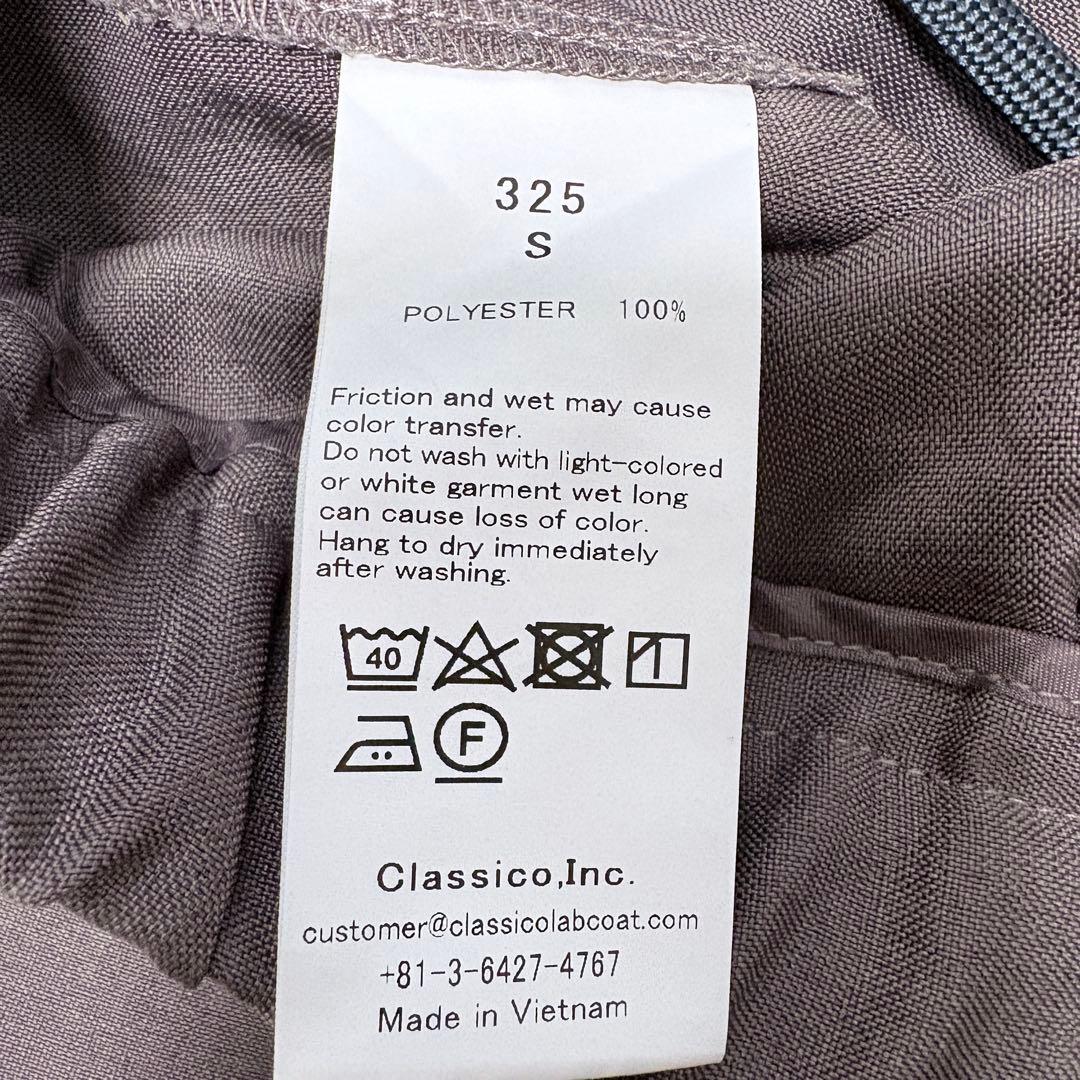 325
S
POLYESTER 100%
Friction and wet may cause
color transfer.
Do not wash with light-colored
or white garment wet long
can cause loss of color.
Hang to dry immediately
after washing.
40
F
Classico,Inc.
customer@classicolabcoat.com
+81-3-6427-4767
Made in Vietnam